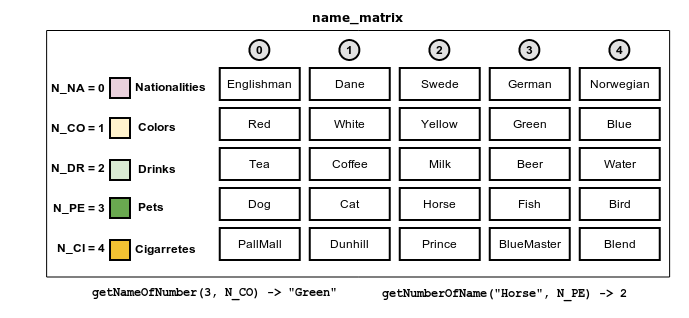 name_matrix
0 1 2 3 4
N_NA = 0 Nationalities Englishman Dane Swede German Norwegian
N_CO = 1 Colors Red White Yellow Green Blue
N_DR = 2 Drinks Tea Coffee Milk Beer Water
N_PE = 3 Pets Dog Cat Horse Fish Bird
N_CI = 4 Cigarretes PallMall Dunhill Prince BlueMaster Blend
getNameOfNumber(3, N_CO) -> "Green" getNumberOfName("Horse", N_PE) -> 2